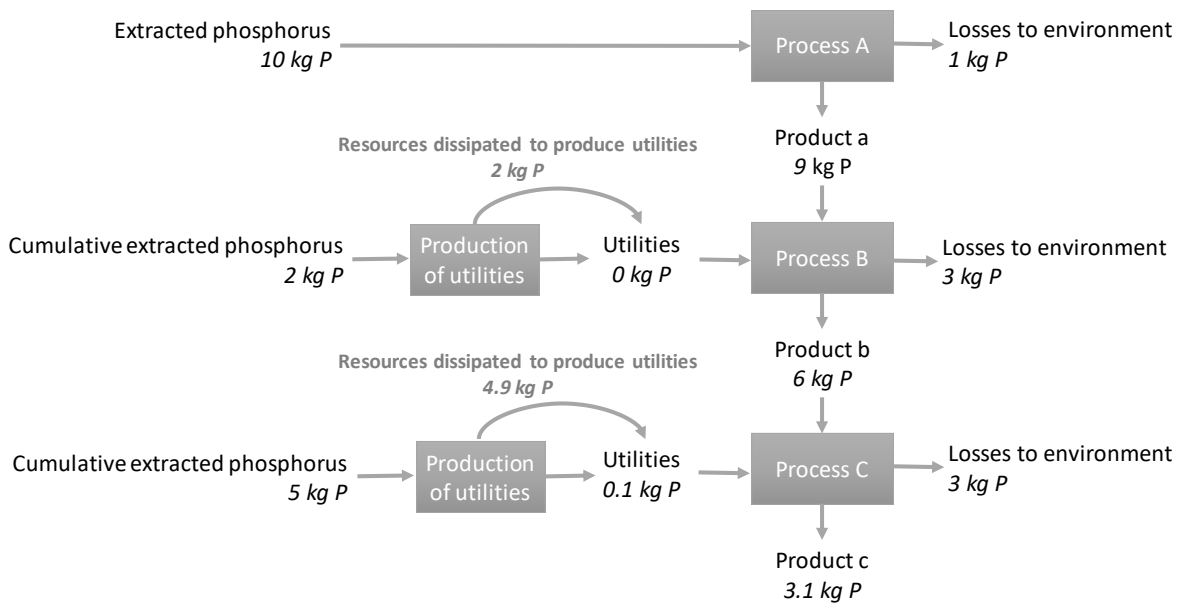 Extracted phosphorus
10 kg P
Process A
Losses to environment
1 kg P
Product a
9 kg P
Resources dissipated to produce utilities
2 kg P
Cumulative extracted phosphorus
2 kg P
Production
of utilities
Utilities
0 kg P
Process B
Losses to environment
3 kg P
Product b
6 kg P
Resources dissipated to produce utilities
4.9 kg P
Cumulative extracted phosphorus
5 kg P
Production
of utilities
Utilities
0.1 kg P
Process C
Losses to environment
3 kg P
Product c
3.1 kg P